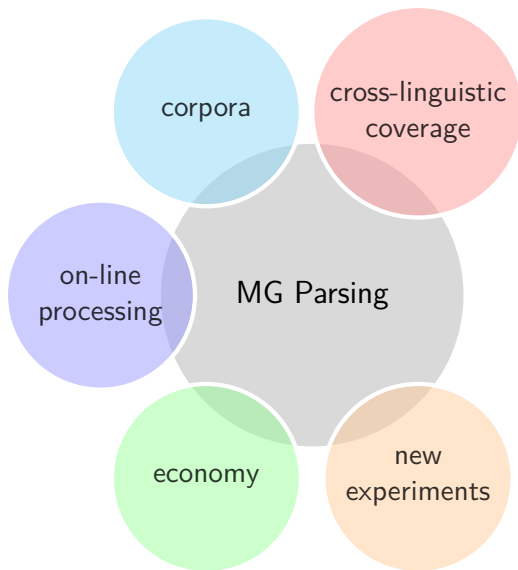 corpora
cross-linguistic
coverage
on-line
processing
MG Parsing
economy
new
experiments